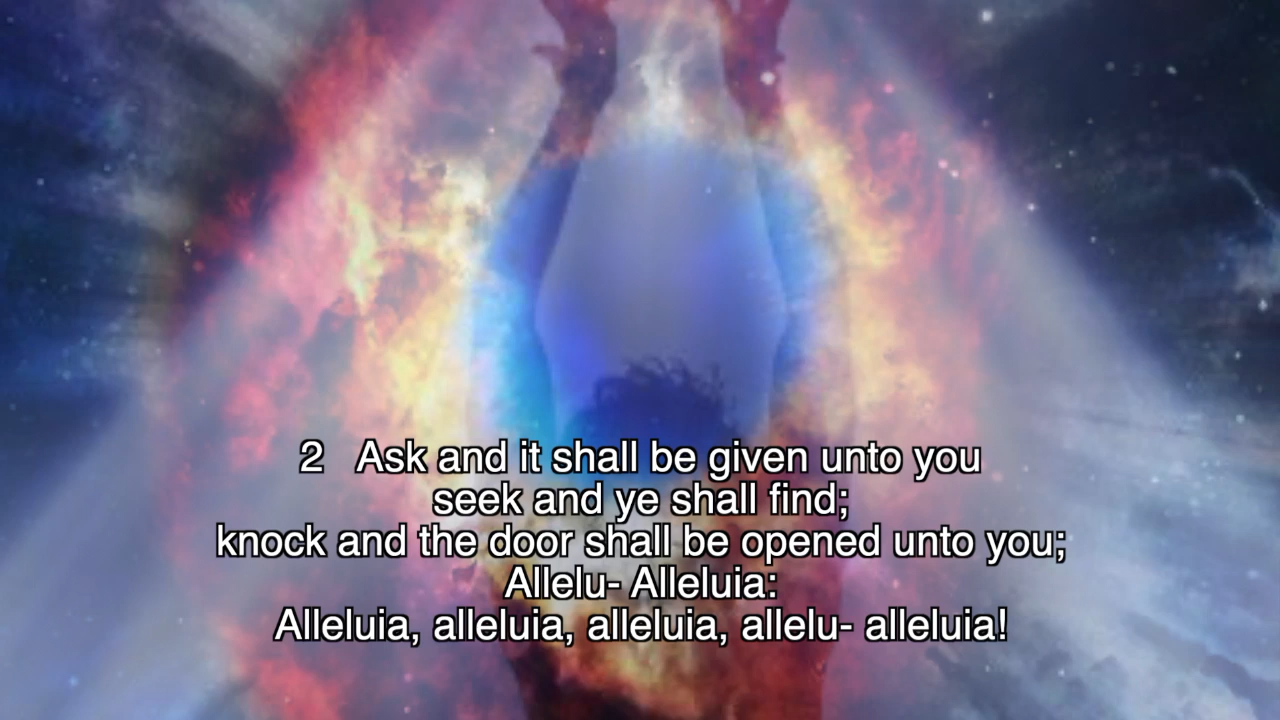 2 Ask and it shall be given unto you
seek and ye shall find;
knock and the door shall be opened unto you;
Allelu- Alleluia:
Alleluia, alleluia, alleluia, allelu- alleluia!